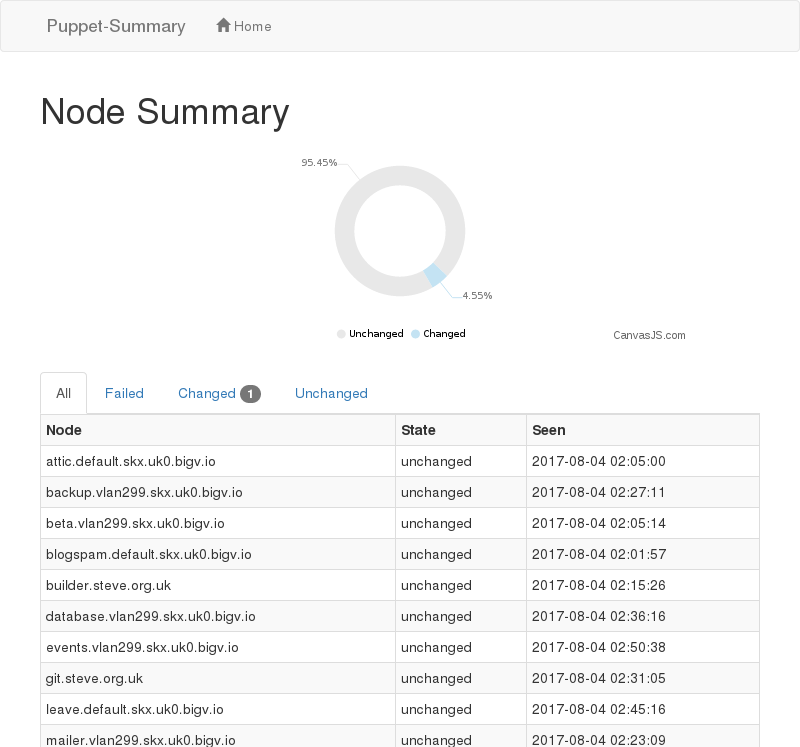 Puppet-Summary Home
Node Summary
95.45%
4.55%
Unchanged Changed
CanvasJS.com
All Failed Changed 1 Unchanged
Node State Seen
attic.default.skx.uk0.bigv.io unchanged 2017-08-04 02:05:00
backup.vlan299.skx.uk0.bigv.io unchanged 2017-08-04 02:27:11
beta.vlan299.skx.uk0.bigv.io unchanged 2017-08-04 02:05:14
blogspam.default.skx.uk0.bigv.io unchanged 2017-08-04 02:01:57
builder.steve.org.uk unchanged 2017-08-04 02:15:26
database.vlan299.skx.uk0.bigv.io unchanged 2017-08-04 02:36:16
events.vlan299.skx.uk0.bigv.io unchanged 2017-08-04 02:50:38
git.steve.org.uk unchanged 2017-08-04 02:31:05
leave.default.skx.uk0.bigv.io unchanged 2017-08-04 02:45:16
mailer.vlan299.skx.uk0.bigv.io unchanged 2017-08-04 02:23:09